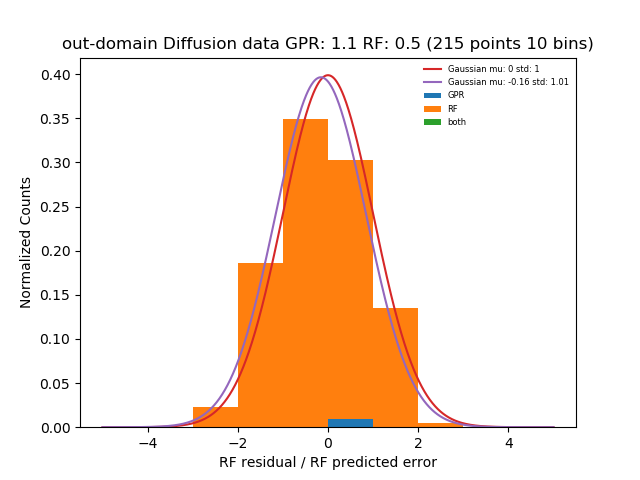 out-domain Diffusion data GPR: 1.1 RF: 0.5 (215 points 10 bins)
Gaussian mu: 0 std: 1
Gaussian mu: -0.16 std: 1.01
GPR
RF
both
Normalized Counts
0.40
0.35
0.30
0.25
0.20
0.15
0.10
0.05
0.00
−4 −2 0 2 4
RF residual / RF predicted error